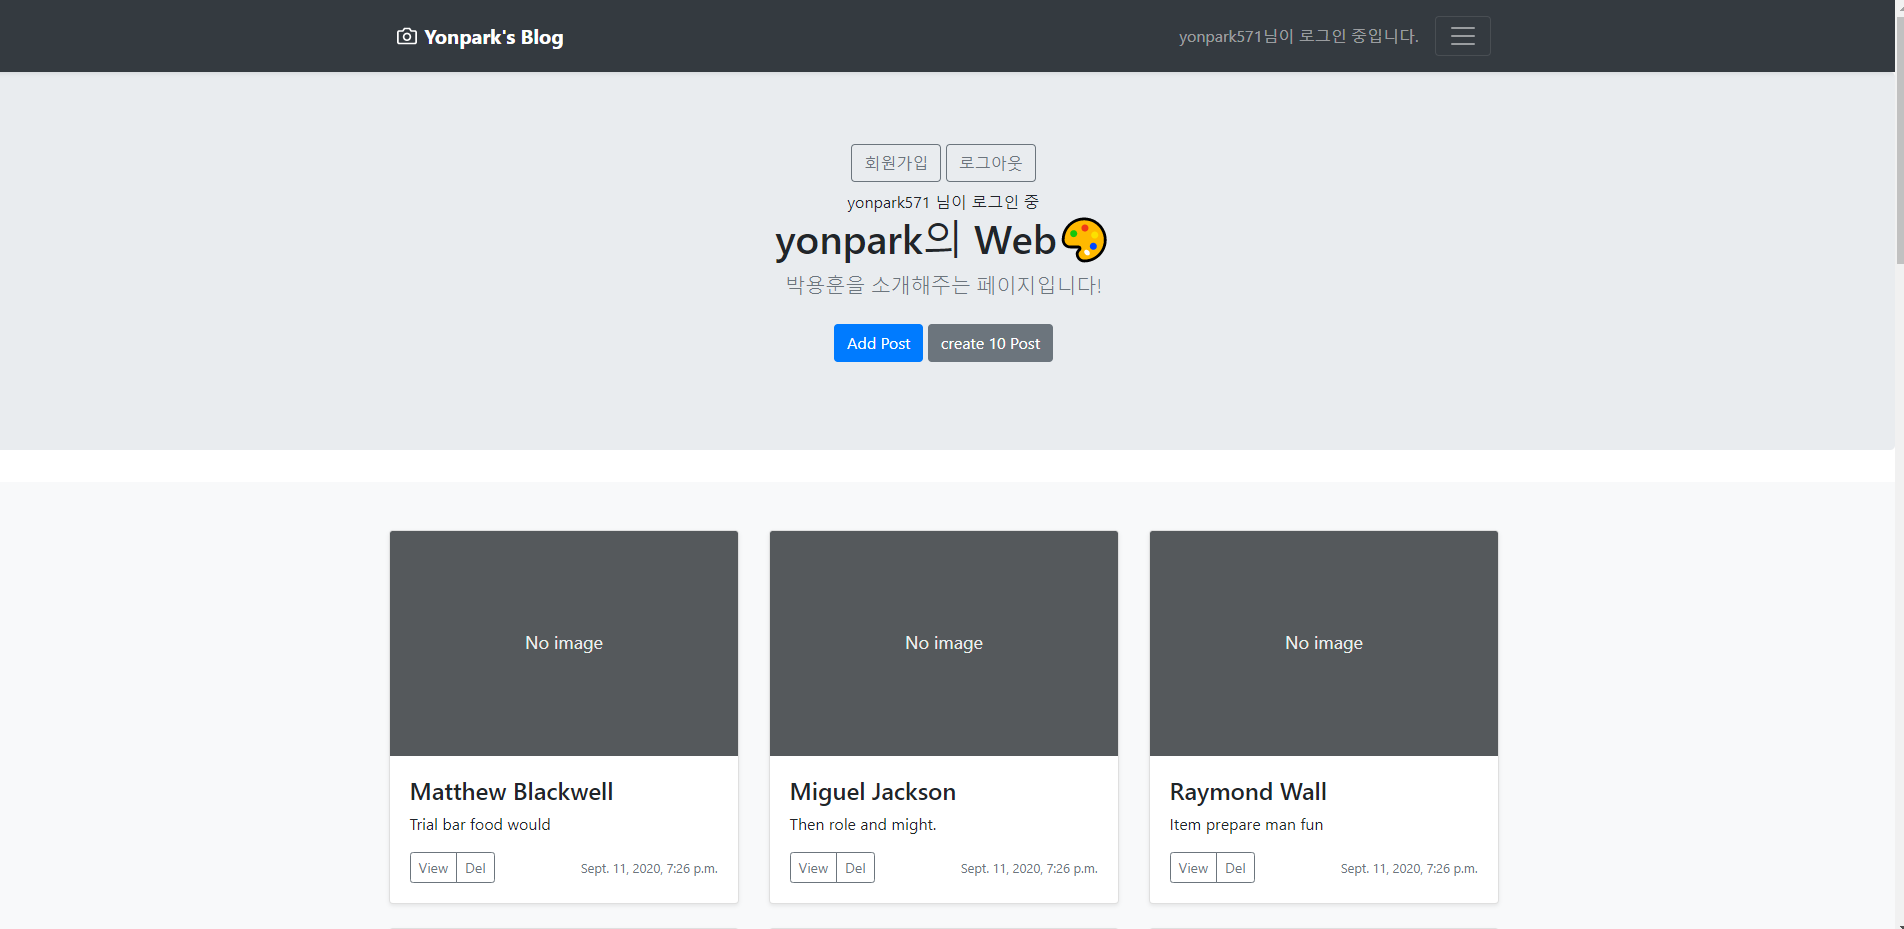 Yonpark's Blog
yonpark571님이 로그인 중입니다.
회원가입 로그아웃
yonpark571 님이 로그인 중
yonpark의 Web🎨
박용훈을 소개해주는 페이지입니다!
Add Post create 10 Post
No image
Matthew Blackwell
Trial bar food would
View Del Sept. 11, 2020, 7:26 p.m.
No image
Miguel Jackson
Then role and might.
View Del Sept. 11, 2020, 7:26 p.m.
No image
Raymond Wall
Item prepare man fun
View Del Sept. 11, 2020, 7:26 p.m.